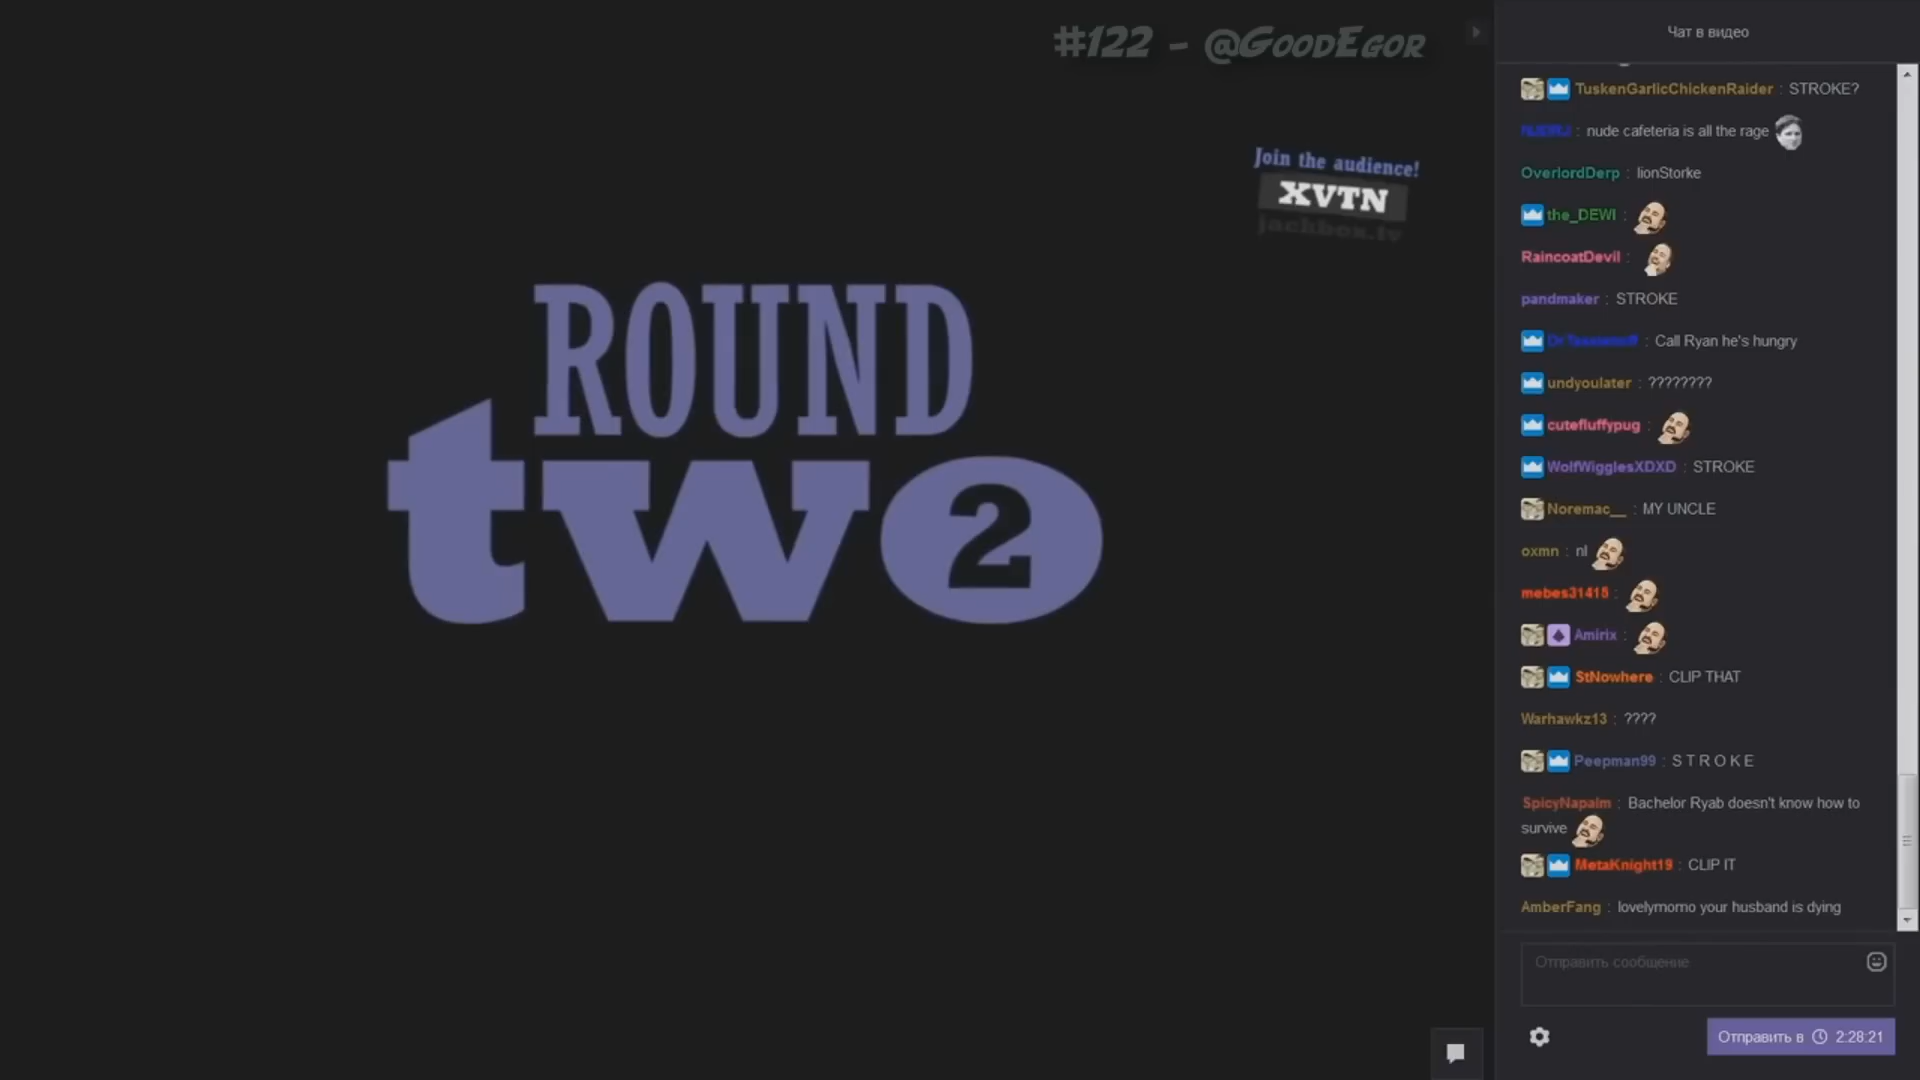 #122 - @GoodEgor
Join the audience!
XVTN
jackbox.tv
ROUND
two
2
Чат в видео
TuskenGarlicChickenRaider : STROKE?
: nude cafeteria is all the rage
OverlordDerp : lionStorke
the_DEWI :
RaincoatDevil :
pandmaker : STROKE
: Call Ryan he's hungry
undyoulater : ????????
cutefluffypug :
WolfWigglesXDXD : STROKE
Noremac__ : MY UNCLE
oxmn : nl
mebes31415 :
Amirix :
StNowhere : CLIP THAT
Warhawkz13 : ????
Peepman99 : S T R O K E
SpicyNapalm : Bachelor Ryab doesn't know how to
survive
MetaKnight19 : CLIP IT
AmberFang : lovelymomo your husband is dying
Отправить сообщение
Отправить в 2:28:21